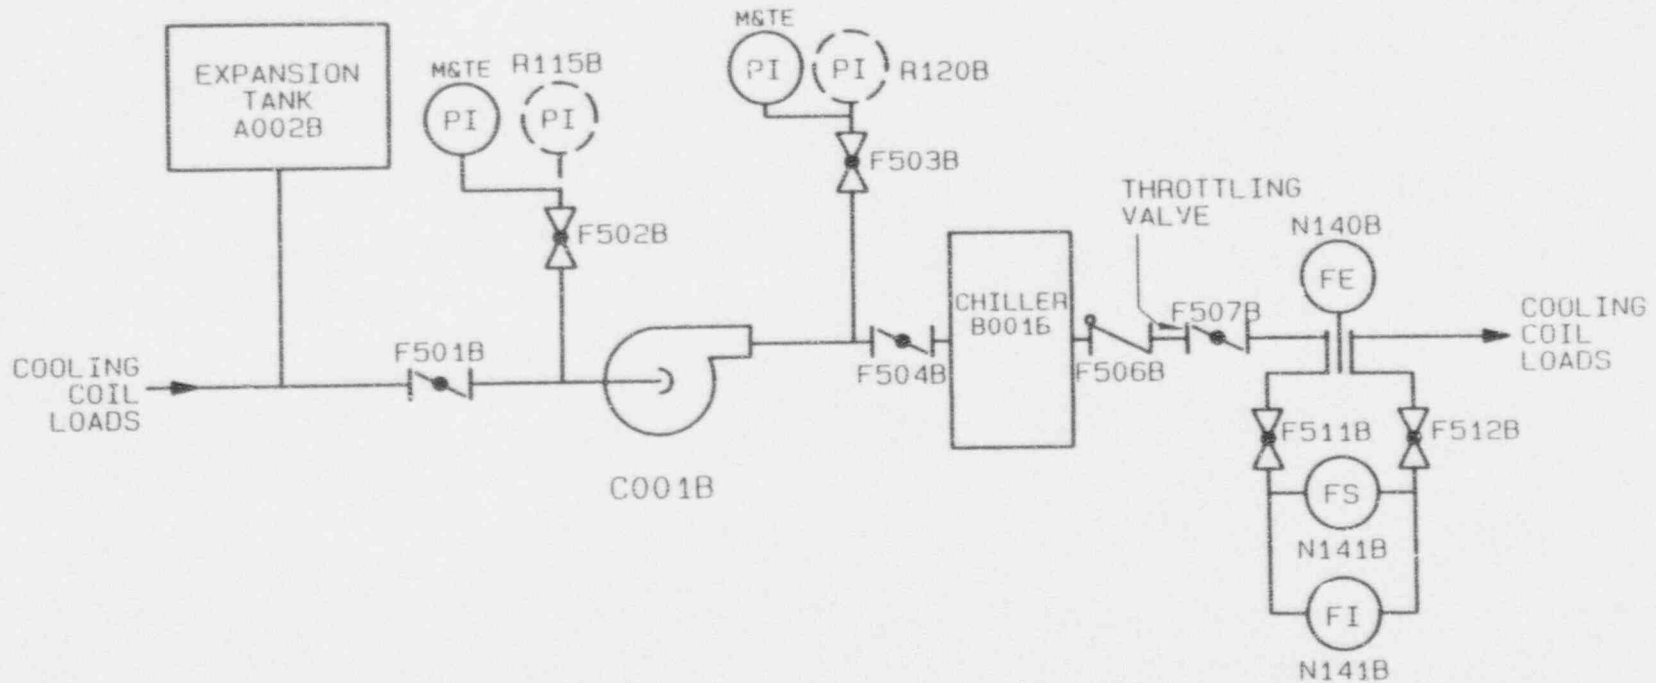 M&TE
PI
PI
R120B
EXPANSION
TANK
A002B
M&TE
R115B
PI
PI
F503B
THROTTLING
VALVE
F502B
N140B
FE
CHILLER
B001B
F507B
COOLING
COIL
LOADS
F501B
F504B
F506B
COOLING
COIL
LOADS
F511B
F512B
C001B
FS
N141B
FI
N141B